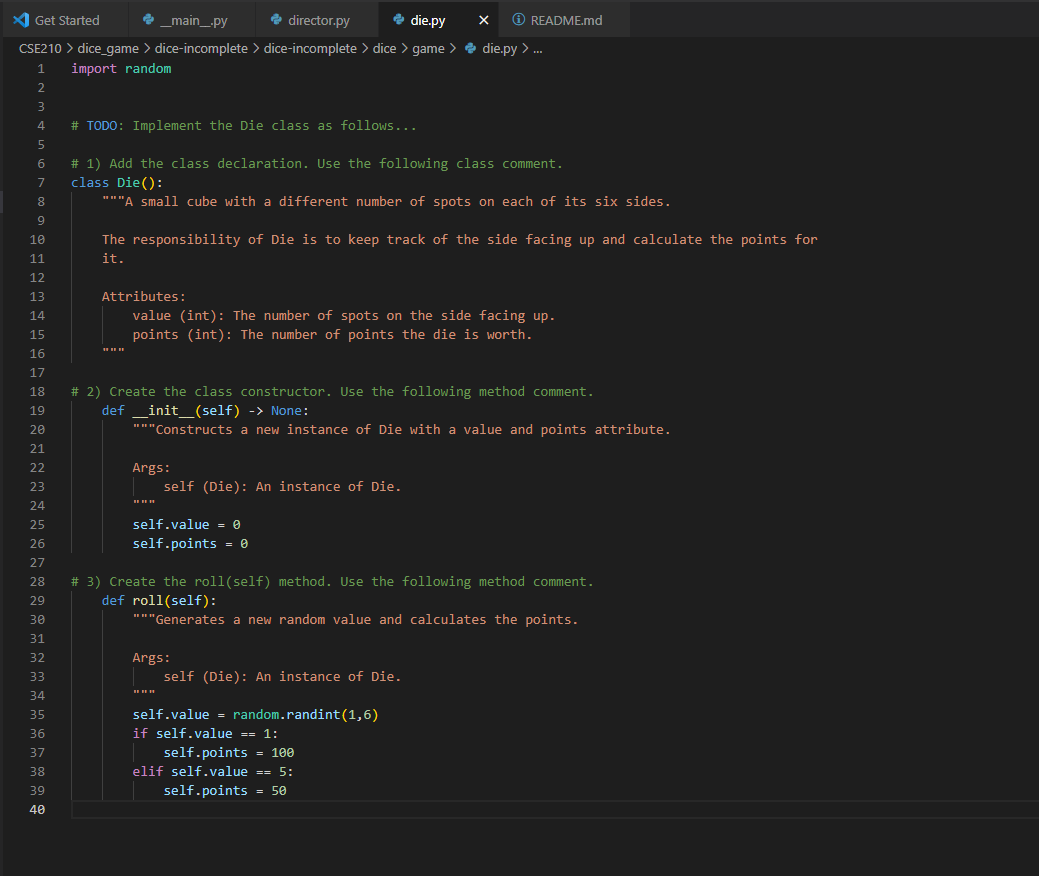 Get Started __main__.py director.py die.py × README.md
CSE210 > dice_game > dice-incomplete > dice-incomplete > dice > game > die.py > ...
1 import random
2
3
4 # TODO: Implement the Die class as follows...
5
6 # 1) Add the class declaration. Use the following class comment.
7 class Die():
8     """A small cube with a different number of spots on each of its six sides.
9
10     The responsibility of Die is to keep track of the side facing up and calculate the points for
11     it.
12
13     Attributes:
14         value (int): The number of spots on the side facing up.
15         points (int): The number of points the die is worth.
16     """
17
18 # 2) Create the class constructor. Use the following method comment.
19     def __init__(self) -> None:
20         """Constructs a new instance of Die with a value and points attribute.
21
22         Args:
23             self (Die): An instance of Die.
24         """
25         self.value = 0
26         self.points = 0
27
28 # 3) Create the roll(self) method. Use the following method comment.
29     def roll(self):
30         """Generates a new random value and calculates the points.
31
32         Args:
33             self (Die): An instance of Die.
34         """
35         self.value = random.randint(1,6)
36         if self.value == 1:
37             self.points = 100
38         elif self.value == 5:
39             self.points = 50
40